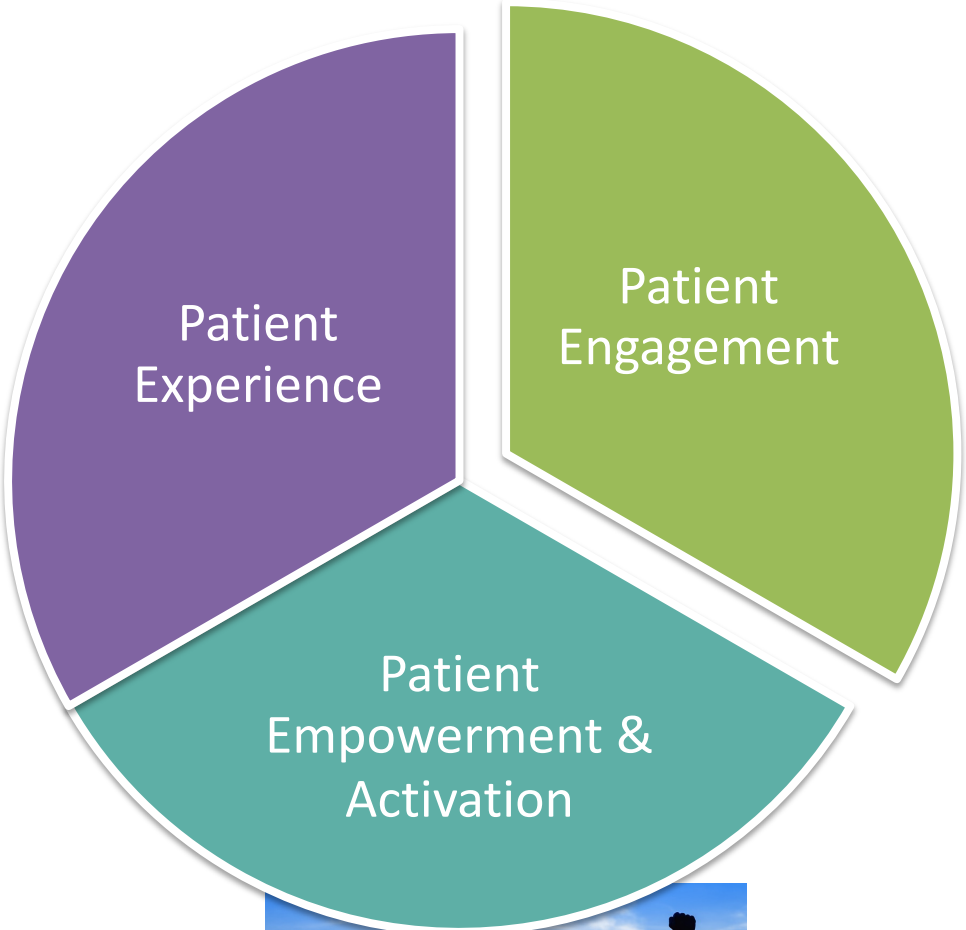 Patient
Experience
Patient
Engagement
Patient
Empowerment &
Activation